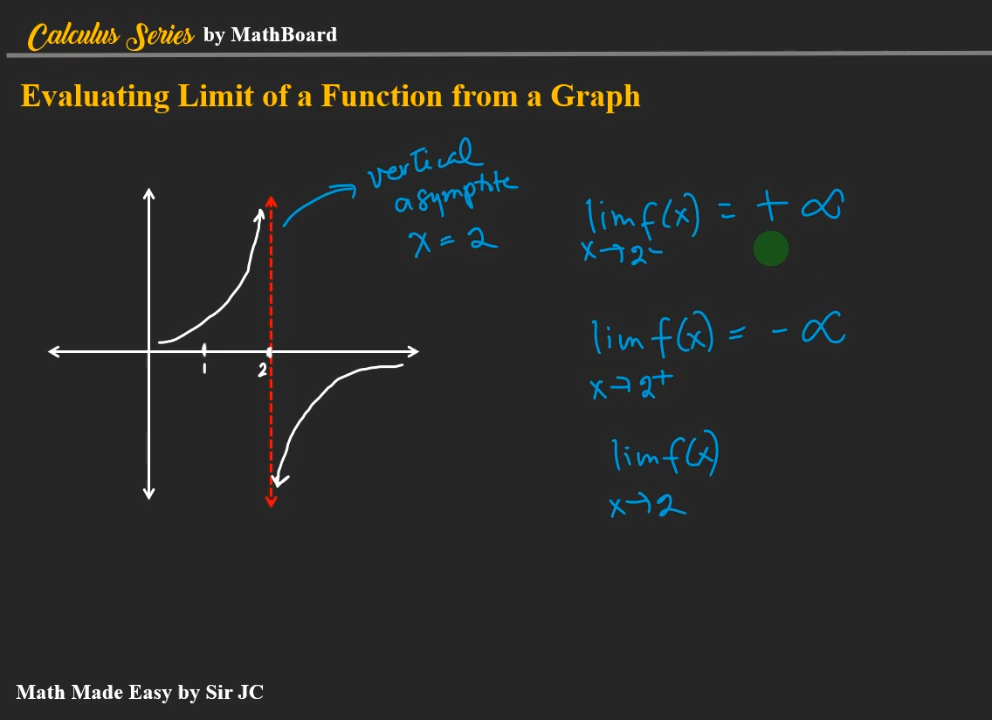 Calculus Series by MathBoard
Evaluating Limit of a Function from a Graph
vertical
asymptote
x = 2
1
2
lim f(x) = + ∞
x→2-
lim f(x) = - ∞
x→2+
lim f(x)
x→2
Math Made Easy by Sir JC